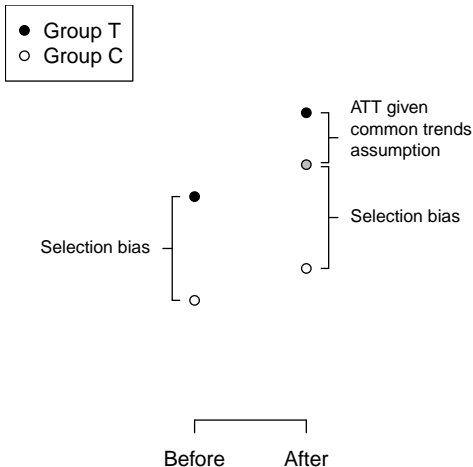 Group T
Group C
ATT given
common trends
assumption
Selection bias
Selection bias
Before
After